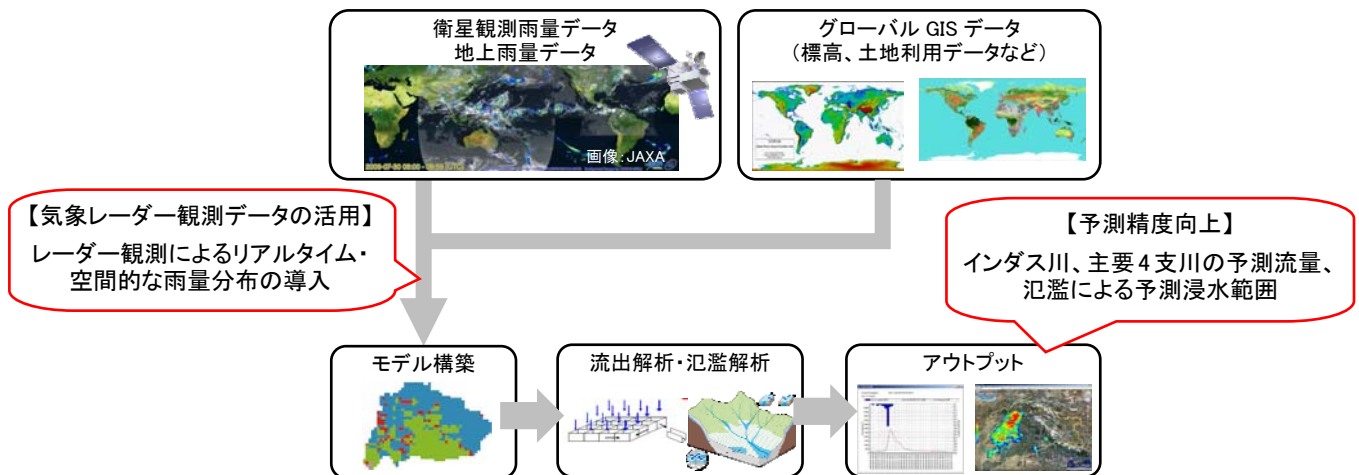 衛星観測雨量データ
地上雨量データ
画像：JAXA
グローバル GIS データ
（標高、土地利用データなど）
【気象レーダー観測データの活用】
レーダー観測によるリアルタイム・
空間的な雨量分布の導入
【予測精度向上】
インダス川、主要４支川の予測流量、
氾濫による予測浸水範囲
モデル構築
流出解析・氾濫解析
アウトプット